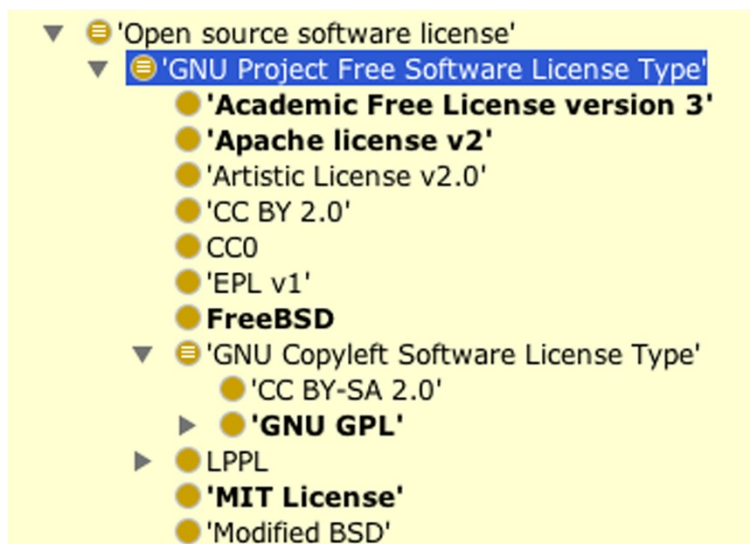 'Open source software license'
'GNU Project Free Software License Type'
'Academic Free License version 3'
'Apache license v2'
'Artistic License v2.0'
'CC BY 2.0'
CC0
'EPL v1'
FreeBSD
'GNU Copyleft Software License Type'
'CC BY-SA 2.0'
'GNU GPL'
LPPL
'MIT License'
'Modified BSD'